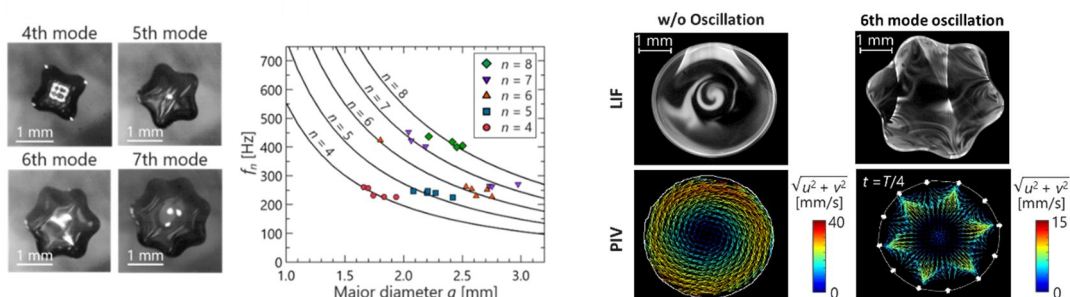 4th mode
5th mode
1 mm
1 mm
6th mode
7th mode
1 mm
1 mm
fₙ [Hz]
700
600
500
400
300
200
100
0
1.0
1.5
2.0
2.5
3.0
Major diameter a [mm]
n = 8
n = 7
n = 6
n = 5
n = 4
n = 8
n = 7
n = 6
n = 5
n = 4
w/o Oscillation
6th mode oscillation
LIF
1 mm
1 mm
PIV
√u² + v²
[mm/s]
40
0
t =T/4
√u² + v²
[mm/s]
15
0